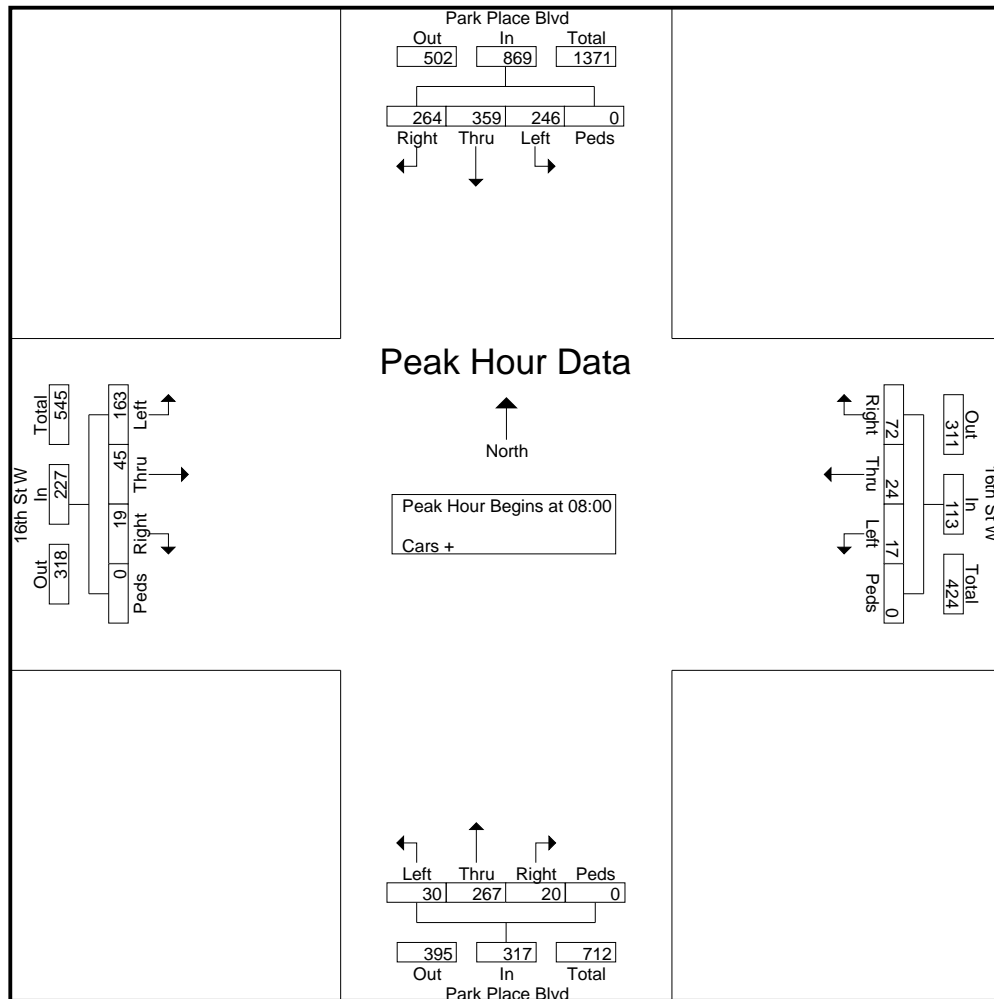 Park Place Blvd
Out In Total
502 869 1371
264 359 246 0
Right Thru Left Peds
Peak Hour Data
North
Peak Hour Begins at 08:00
Cars +
16th St W
Total In Out
545 227 318
163 45 19 0
Left Thru Right Peds
16th St W
Out In Total
311 113 424
72 24 17 0
Right Thru Left Peds
Left Thru Right Peds
30 267 20 0
395 317 712
Out In Total
Park Place Blvd